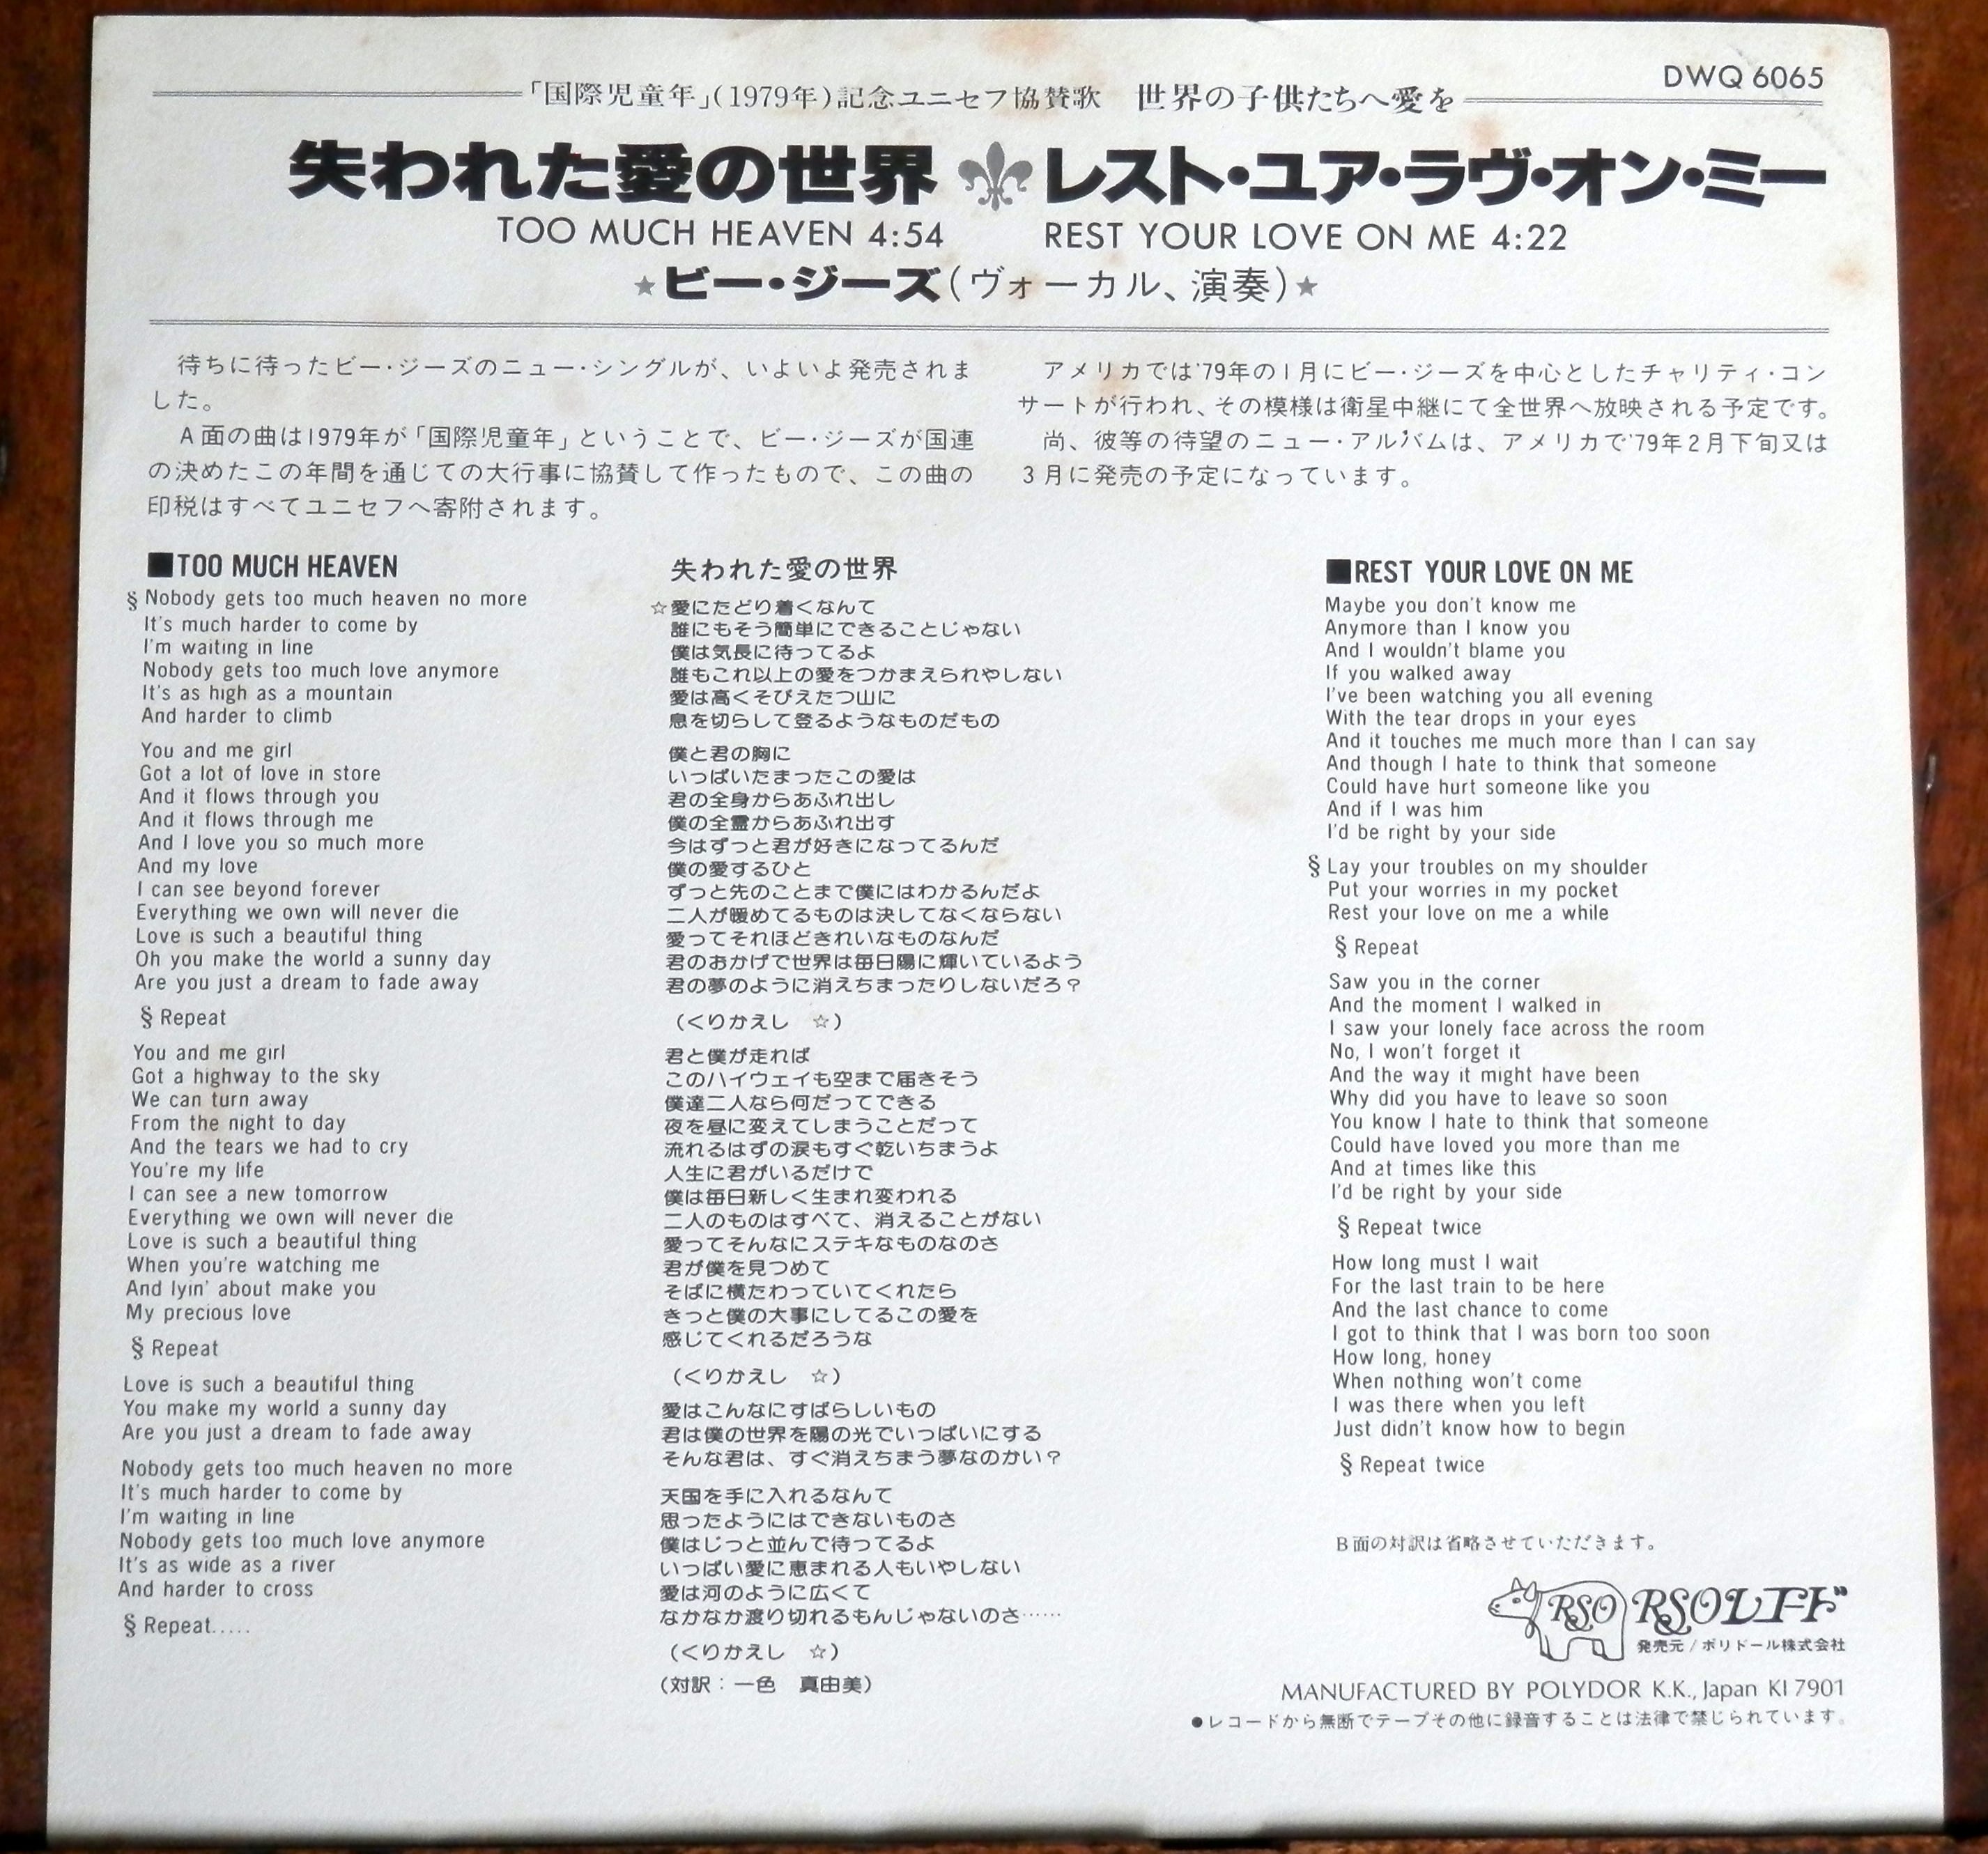 DWQ 6065
「国際児童年」(1979年)記念ユニセフ協賛歌 世界の子供たちへ愛を
失われた愛の世界 レスト・ユア・ラヴ・オン・ミー
TOO MUCH HEAVEN 4:54 REST YOUR LOVE ON ME 4:22
★ビー・ジーズ(ヴォーカル、演奏)★
待ちに待ったビー・ジーズのニュー・シングルが、いよいよ発売されま
した。
A面の曲は1979年が「国際児童年」ということで、ビー・ジーズが国連
の決めたこの年間を通じての大行事に協賛して作ったもので、この曲の
印税はすべてユニセフへ寄附されます。
アメリカでは'79年の1月にビー・ジーズを中心としたチャリティ・コン
サートが行われ、その模様は衛星中継にて全世界へ放映される予定です。
尚、彼等の待望のニュー・アルバムは、アメリカで'79年2月下旬又は
3月に発売の予定になっています。
■TOO MUCH HEAVEN
§ Nobody gets too much heaven no more
It's much harder to come by
I'm waiting in line
Nobody gets too much love anymore
It's as high as a mountain
And harder to climb
You and me girl
Got a lot of love in store
And it flows through you
And it flows through me
And I love you so much more
And my love
I can see beyond forever
Everything we own will never die
Love is such a beautiful thing
Oh you make the world a sunny day
Are you just a dream to fade away
§ Repeat
You and me girl
Got a highway to the sky
We can turn away
From the night to day
And the tears we had to cry
You're my life
I can see a new tomorrow
Everything we own will never die
Love is such a beautiful thing
When you're watching me
And lyin' about make you
My precious love
§ Repeat
Love is such a beautiful thing
You make my world a sunny day
Are you just a dream to fade away
Nobody gets too much heaven no more
It's much harder to come by
I'm waiting in line
Nobody gets too much love anymore
It's as wide as a river
And harder to cross
§ Repeat.....
失われた愛の世界
☆愛にたどり着くなんて
誰にもそう簡単にできることじゃない
僕は気長に待ってるよ
誰もこれ以上の愛をつかまえられやしない
愛は高くそびえたつ山に
息を切らして登るようなものだもの
僕と君の胸に
いっぱいたまったこの愛は
君の全身からあふれ出し
僕の全霊からあふれ出す
今はずっと君が好きになってるんだ
僕の愛するひと
ずっと先のことまで僕にはわかるんだよ
二人が暖めてるものは決してなくならない
愛ってそれほどきれいなものなんだ
君のおかげで世界は毎日陽に輝いているよう
君の夢のように消えちまったりしないだろ?
(くりかえし ☆)
君と僕が走れば
このハイウェイも空まで届きそう
僕達二人なら何だってできる
夜を昼に変えてしまうことだって
流れるはずの涙もすぐ乾いちまうよ
人生に君がいるだけで
僕は毎日新しく生まれ変われる
二人のものはすべて、消えることがない
愛ってそんなにステキなものなのさ
君が僕を見つめて
そばに横たわっていてくれたら
きっと僕の大事にしてるこの愛を
感じてくれるだろうな
(くりかえし ☆)
愛はこんなにすばらしいもの
君は僕の世界を陽の光でいっぱいにする
そんな君は、すぐ消えちまう夢なのかい?
天国を手に入れるなんて
思ったようにはできないものさ
僕はじっと並んで待ってるよ
いっぱい愛に恵まれる人もいやしない
愛は河のように広くて
なかなか渡り切れるもんじゃないのさ……
(くりかえし ☆)
(対訳:一色 真由美)
■REST YOUR LOVE ON ME
Maybe you don't know me
Anymore than I know you
And I wouldn't blame you
If you walked away
I've been watching you all evening
With the tear drops in your eyes
And it touches me much more than I can say
And though I hate to think that someone
Could have hurt someone like you
And if I was him
I'd be right by your side
§ Lay your troubles on my shoulder
Put your worries in my pocket
Rest your love on me a while
§ Repeat
Saw you in the corner
And the moment I walked in
I saw your lonely face across the room
No, I won't forget it
And the way it might have been
Why did you have to leave so soon
You know I hate to think that someone
Could have loved you more than me
And at times like this
I'd be right by your side
§ Repeat twice
How long must I wait
For the last train to be here
And the last chance to come
I got to think that I was born too soon
How long, honey
When nothing won't come
I was there when you left
Just didn't know how to begin
§ Repeat twice
B面の対訳は省略させていただきます。
RSO RSOレコード
発売元/ポリドール株式会社
MANUFACTURED BY POLYDOR K.K., Japan KI 7901
●レコードから無断でテープその他に録音することは法律で禁じられています。